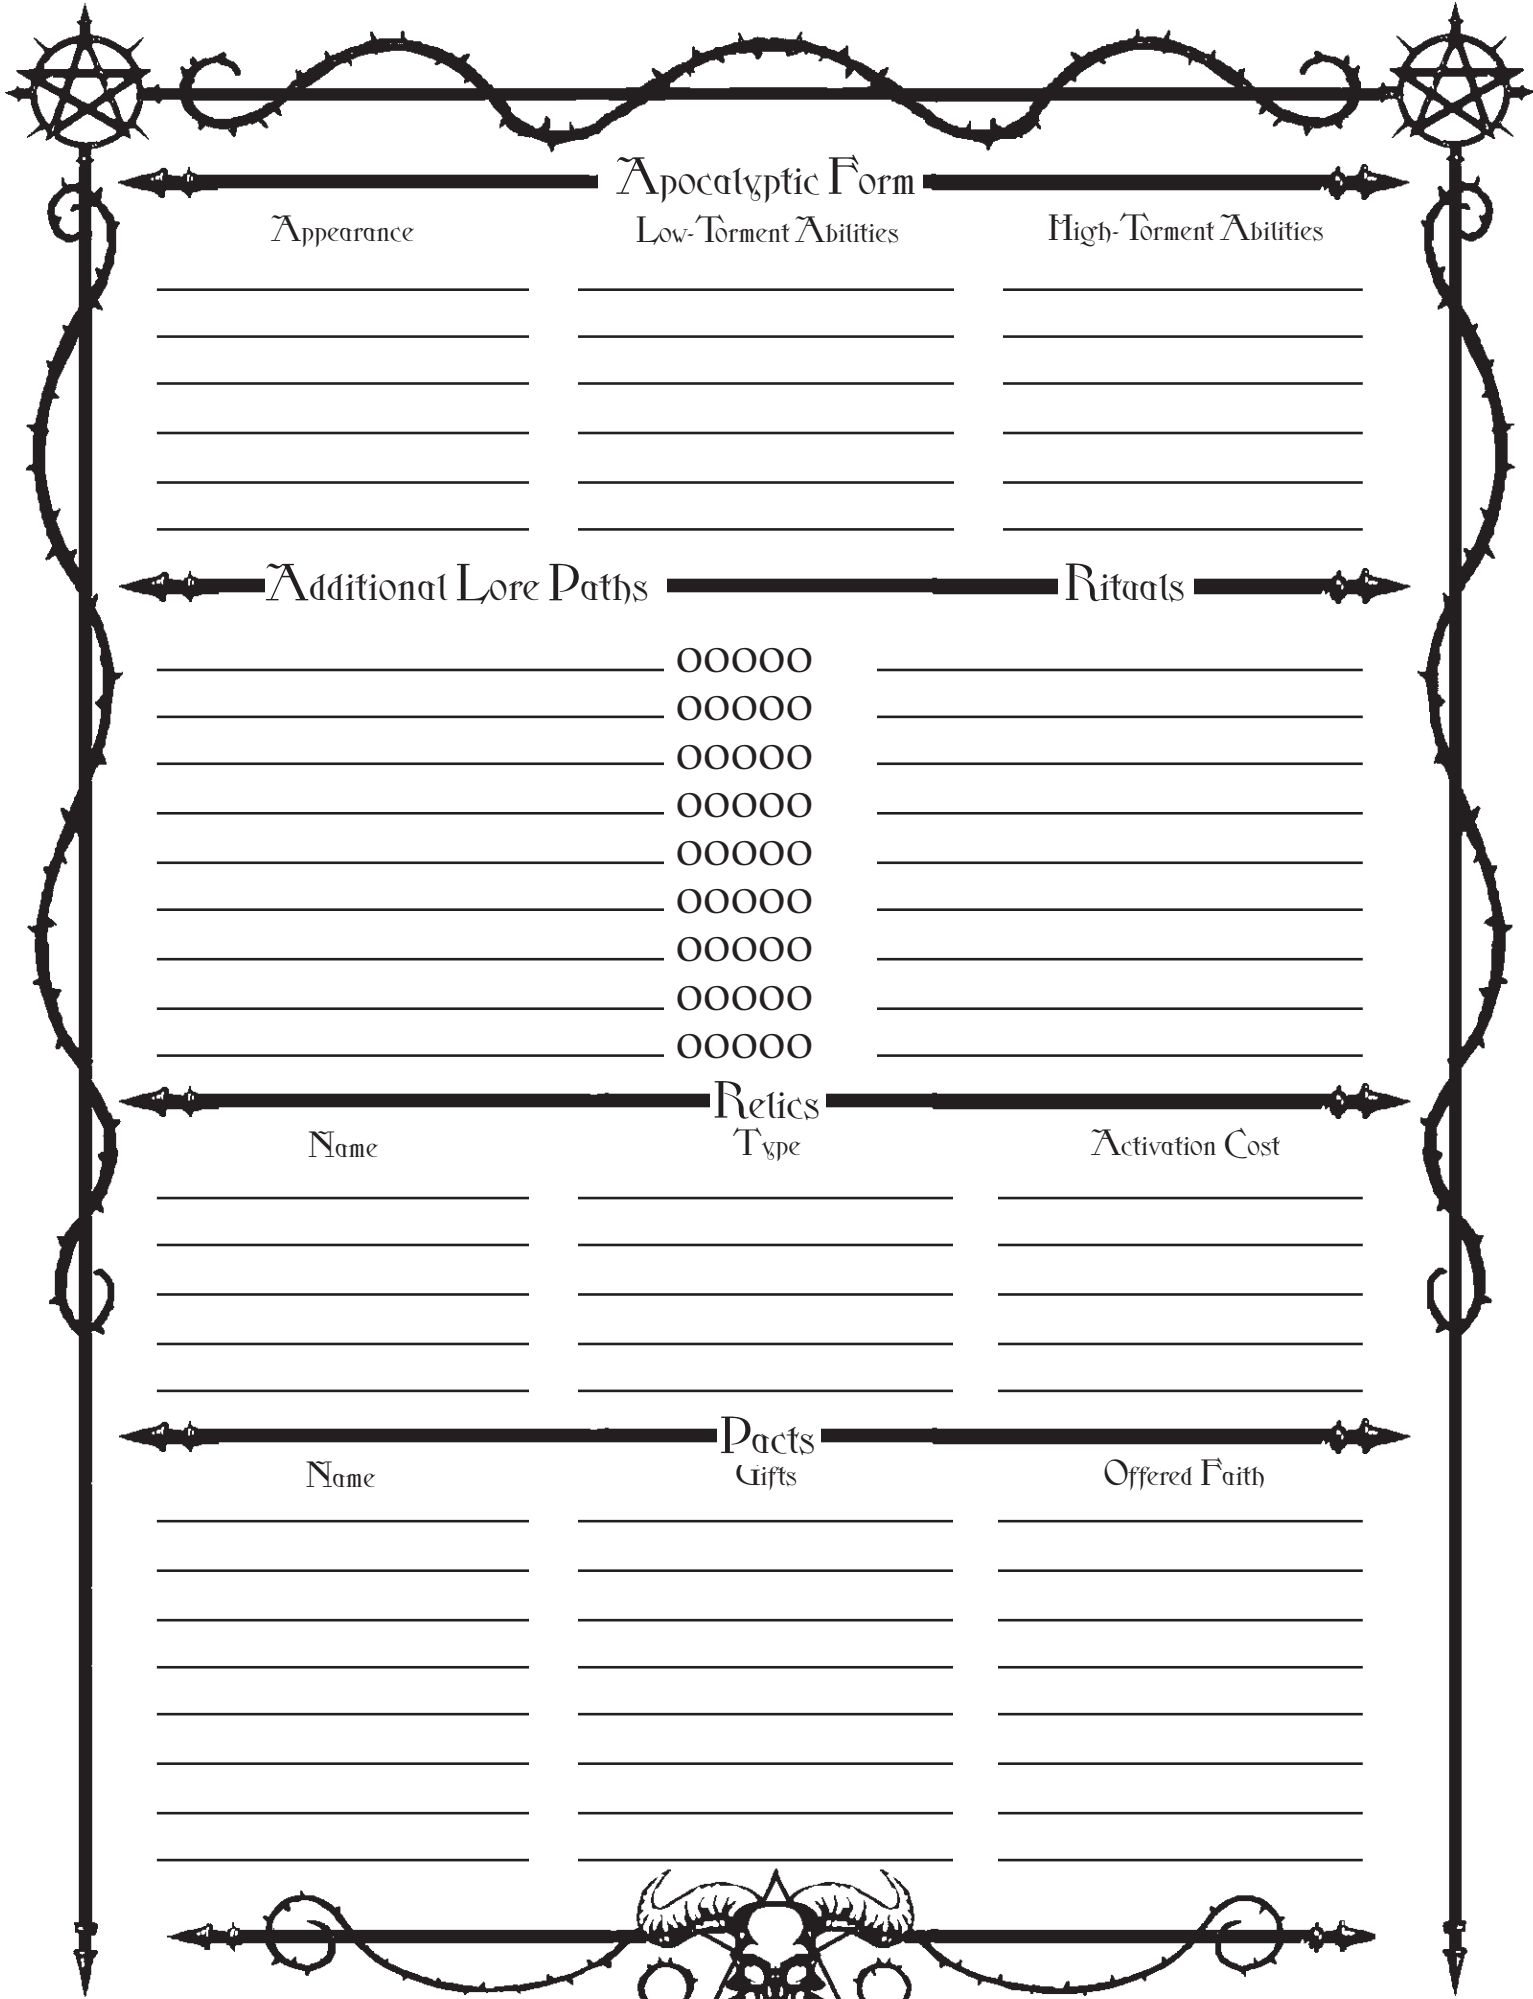 Apocalyptic Form
Appearance Low-Torment Abilities High-Torment Abilities
Additional Lore Paths Rituals
OOOOO
OOOOO
OOOOO
OOOOO
OOOOO
OOOOO
OOOOO
OOOOO
OOOOO
Relics
Name Type Activation Cost
Pacts
Name Gifts Offered Faith